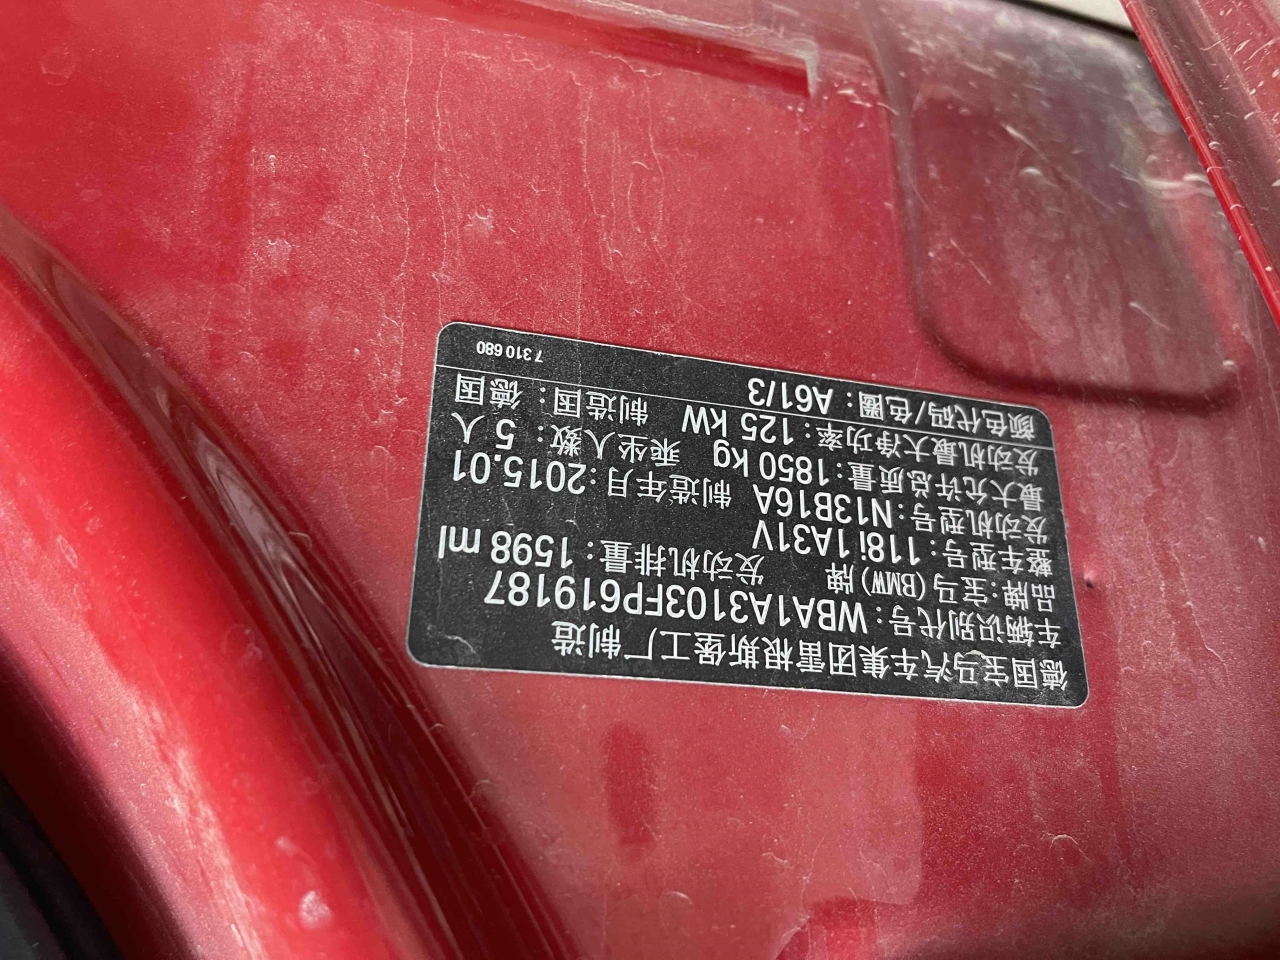 德国宝马汽车集团雷根斯堡工厂制造
车辆识别代号：WBA1A3103FP619187
品牌：宝马(BMW)牌 发动机排量：1598 ml
整车型号：118i 1A31V
发动机型号：N13B16A 制造年月：2015.01
最大允许总质量：1850 kg 乘坐人数：5 人
发动机最大净功率：125 kW 制造国：德国
颜色代码/色圈：A61/3
7 310 680